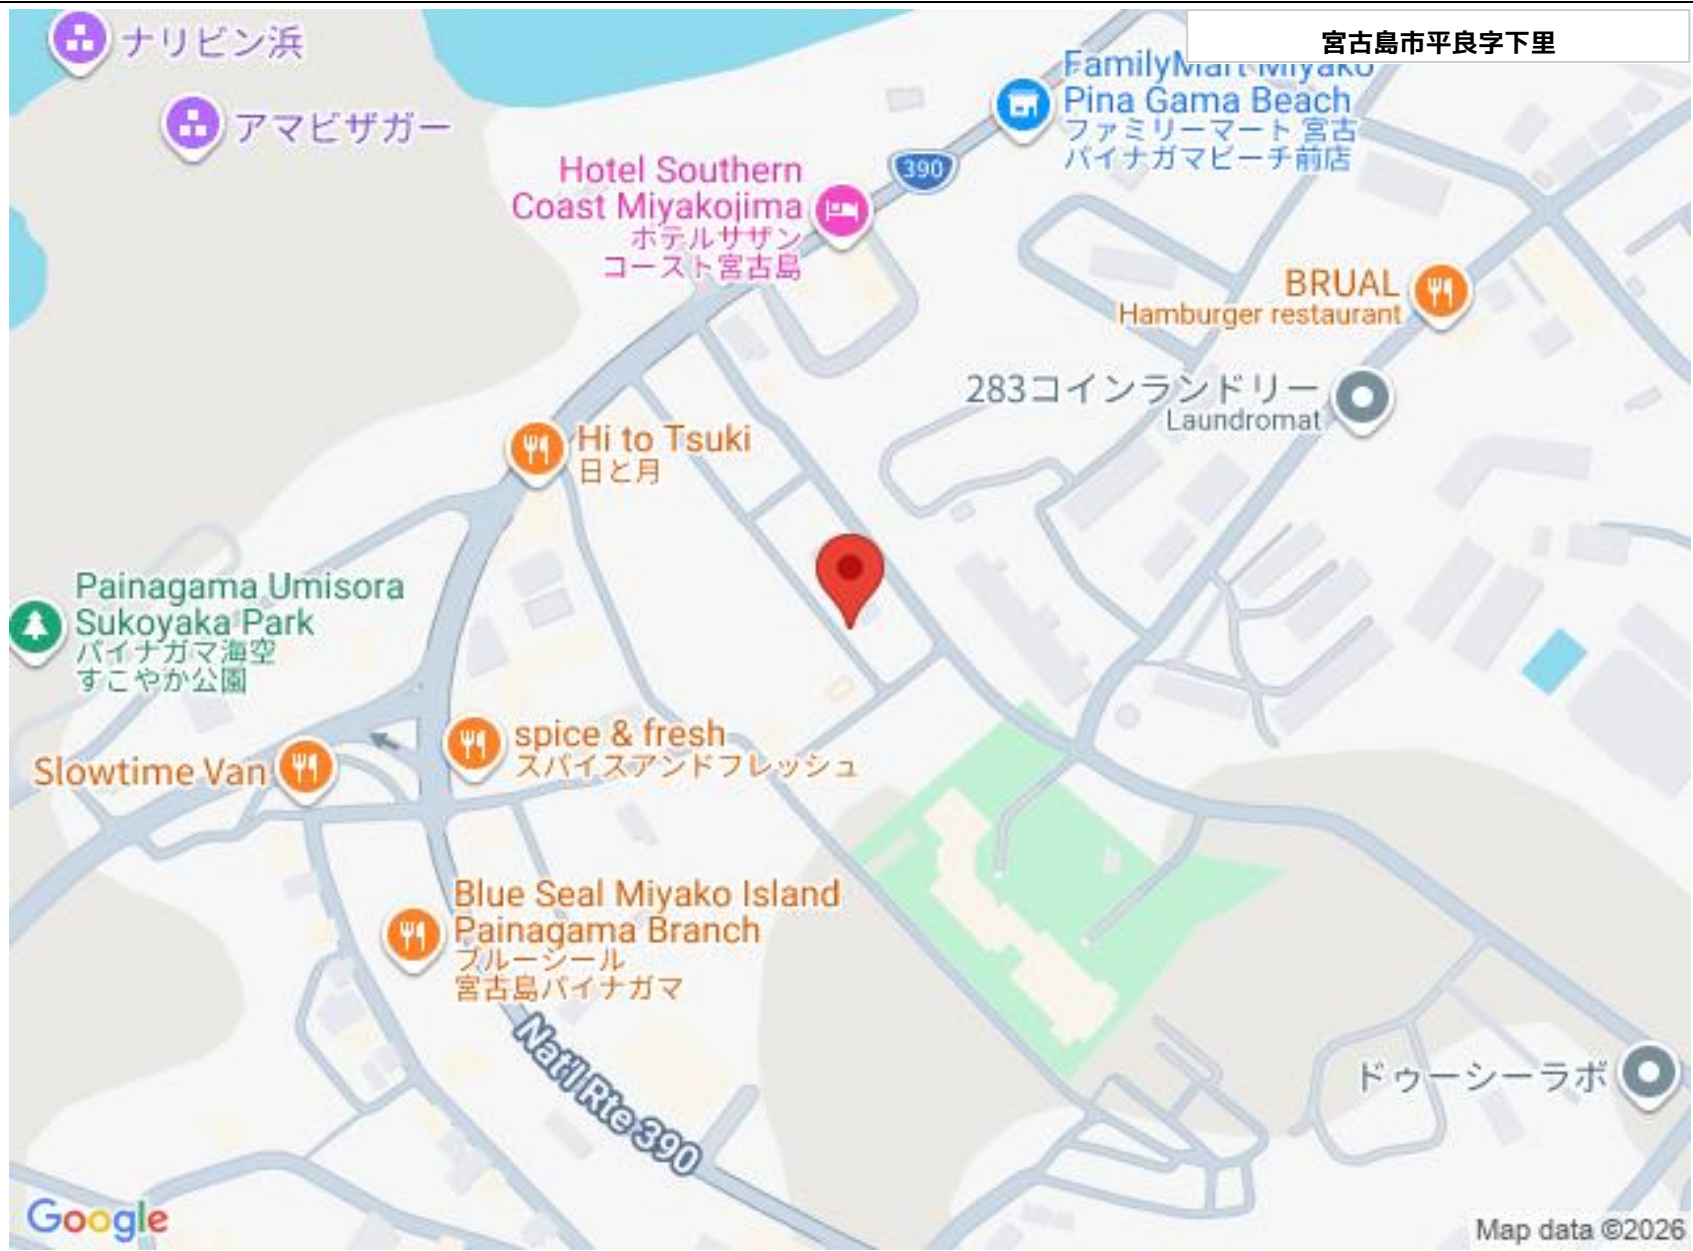 宮古島市平良字下里
ナリビン浜
アマビザガー
FamilyMart Miyako
Pina Gama Beach
ファミリーマート 宮古
パイナガマビーチ前店
390
Hotel Southern
Coast Miyakojima
ホテルサザン
コースト宮古島
BRUAL
Hamburger restaurant
283コインランドリー
Laundromat
Hi to Tsuki
日と月
Painagama Umisora
Sukoyaka Park
パイナガマ海空
すこやか公園
spice & fresh
スパイスアンドフレッシュ
Slowtime Van
Blue Seal Miyako Island
Painagama Branch
ブルーシール
宮古島パイナガマ
Nat'l Rte 390
ドゥーシーラボ
Google
Map data ©2026